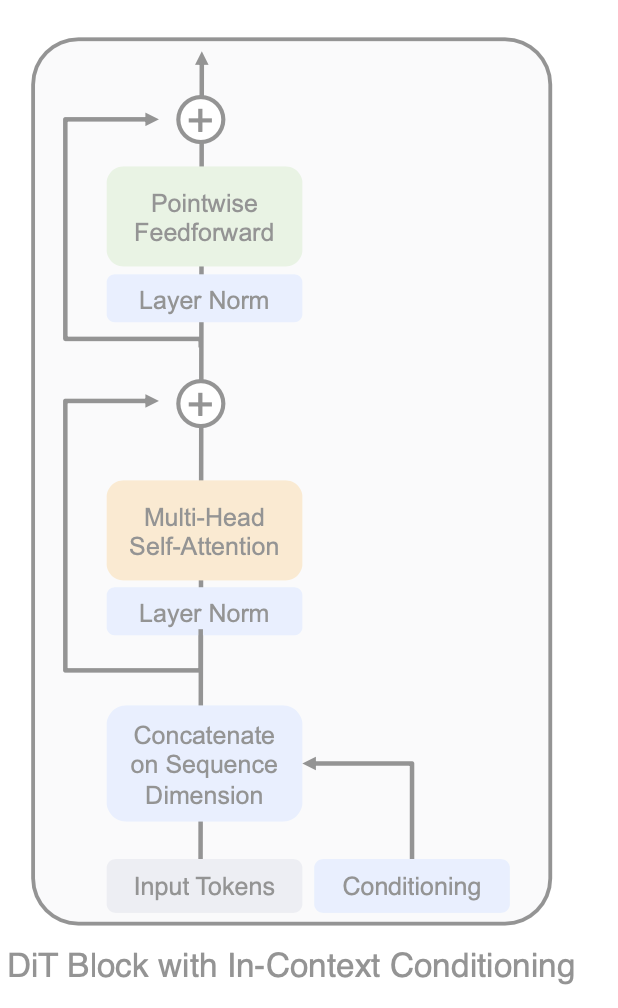 Pointwise
Feedforward
Layer Norm
Multi-Head
Self-Attention
Layer Norm
Concatenate
on Sequence
Dimension
Input Tokens
Conditioning
DiT Block with In-Context Conditioning